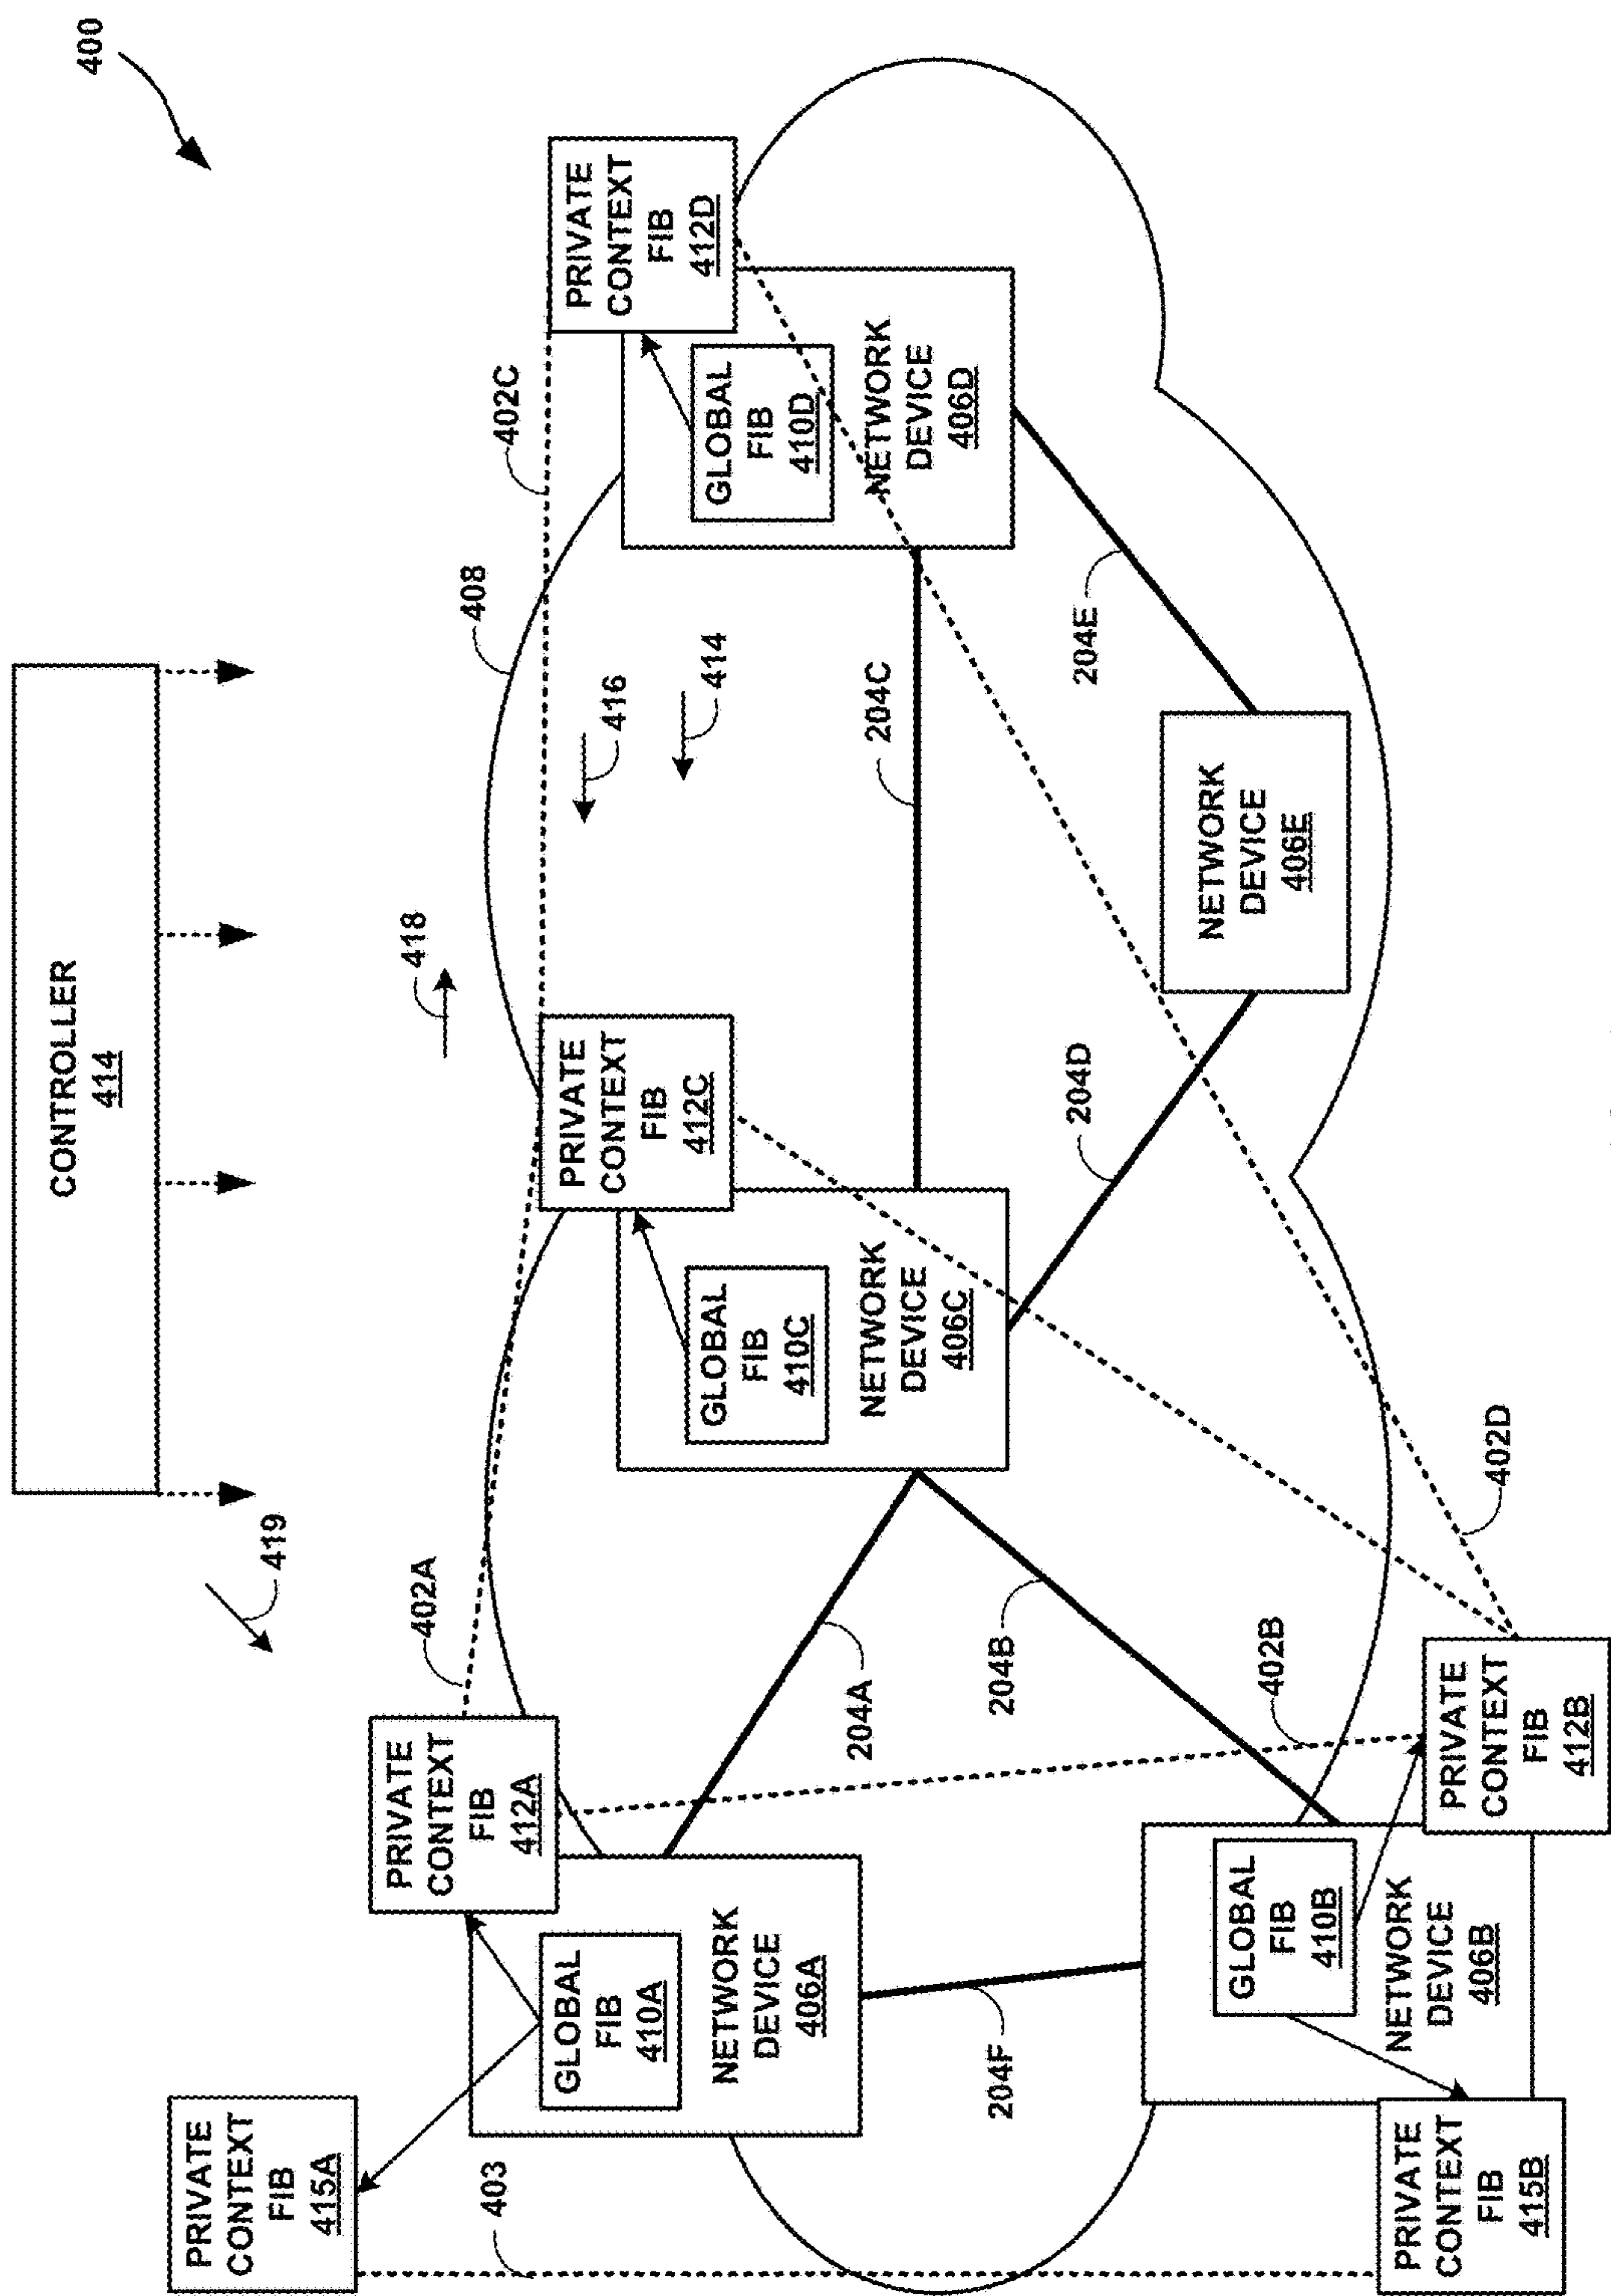 400
CONTROLLER
414
419
418
408
402C
402A
416
414
PRIVATE
CONTEXT
FIB
415A
PRIVATE
CONTEXT
FIB
412A
PRIVATE
CONTEXT
FIB
412C
PRIVATE
CONTEXT
FIB
412D
GLOBAL
FIB
410A
NETWORK
DEVICE
406A
GLOBAL
FIB
410C
NETWORK
DEVICE
406C
GLOBAL
FIB
410D
NETWORK
DEVICE
406D
403
204A
204C
204F
204B
204D
204E
402B
NETWORK
DEVICE
406E
GLOBAL
FIB
410B
NETWORK
DEVICE
406B
PRIVATE
CONTEXT
FIB
415B
PRIVATE
CONTEXT
FIB
412B
402D